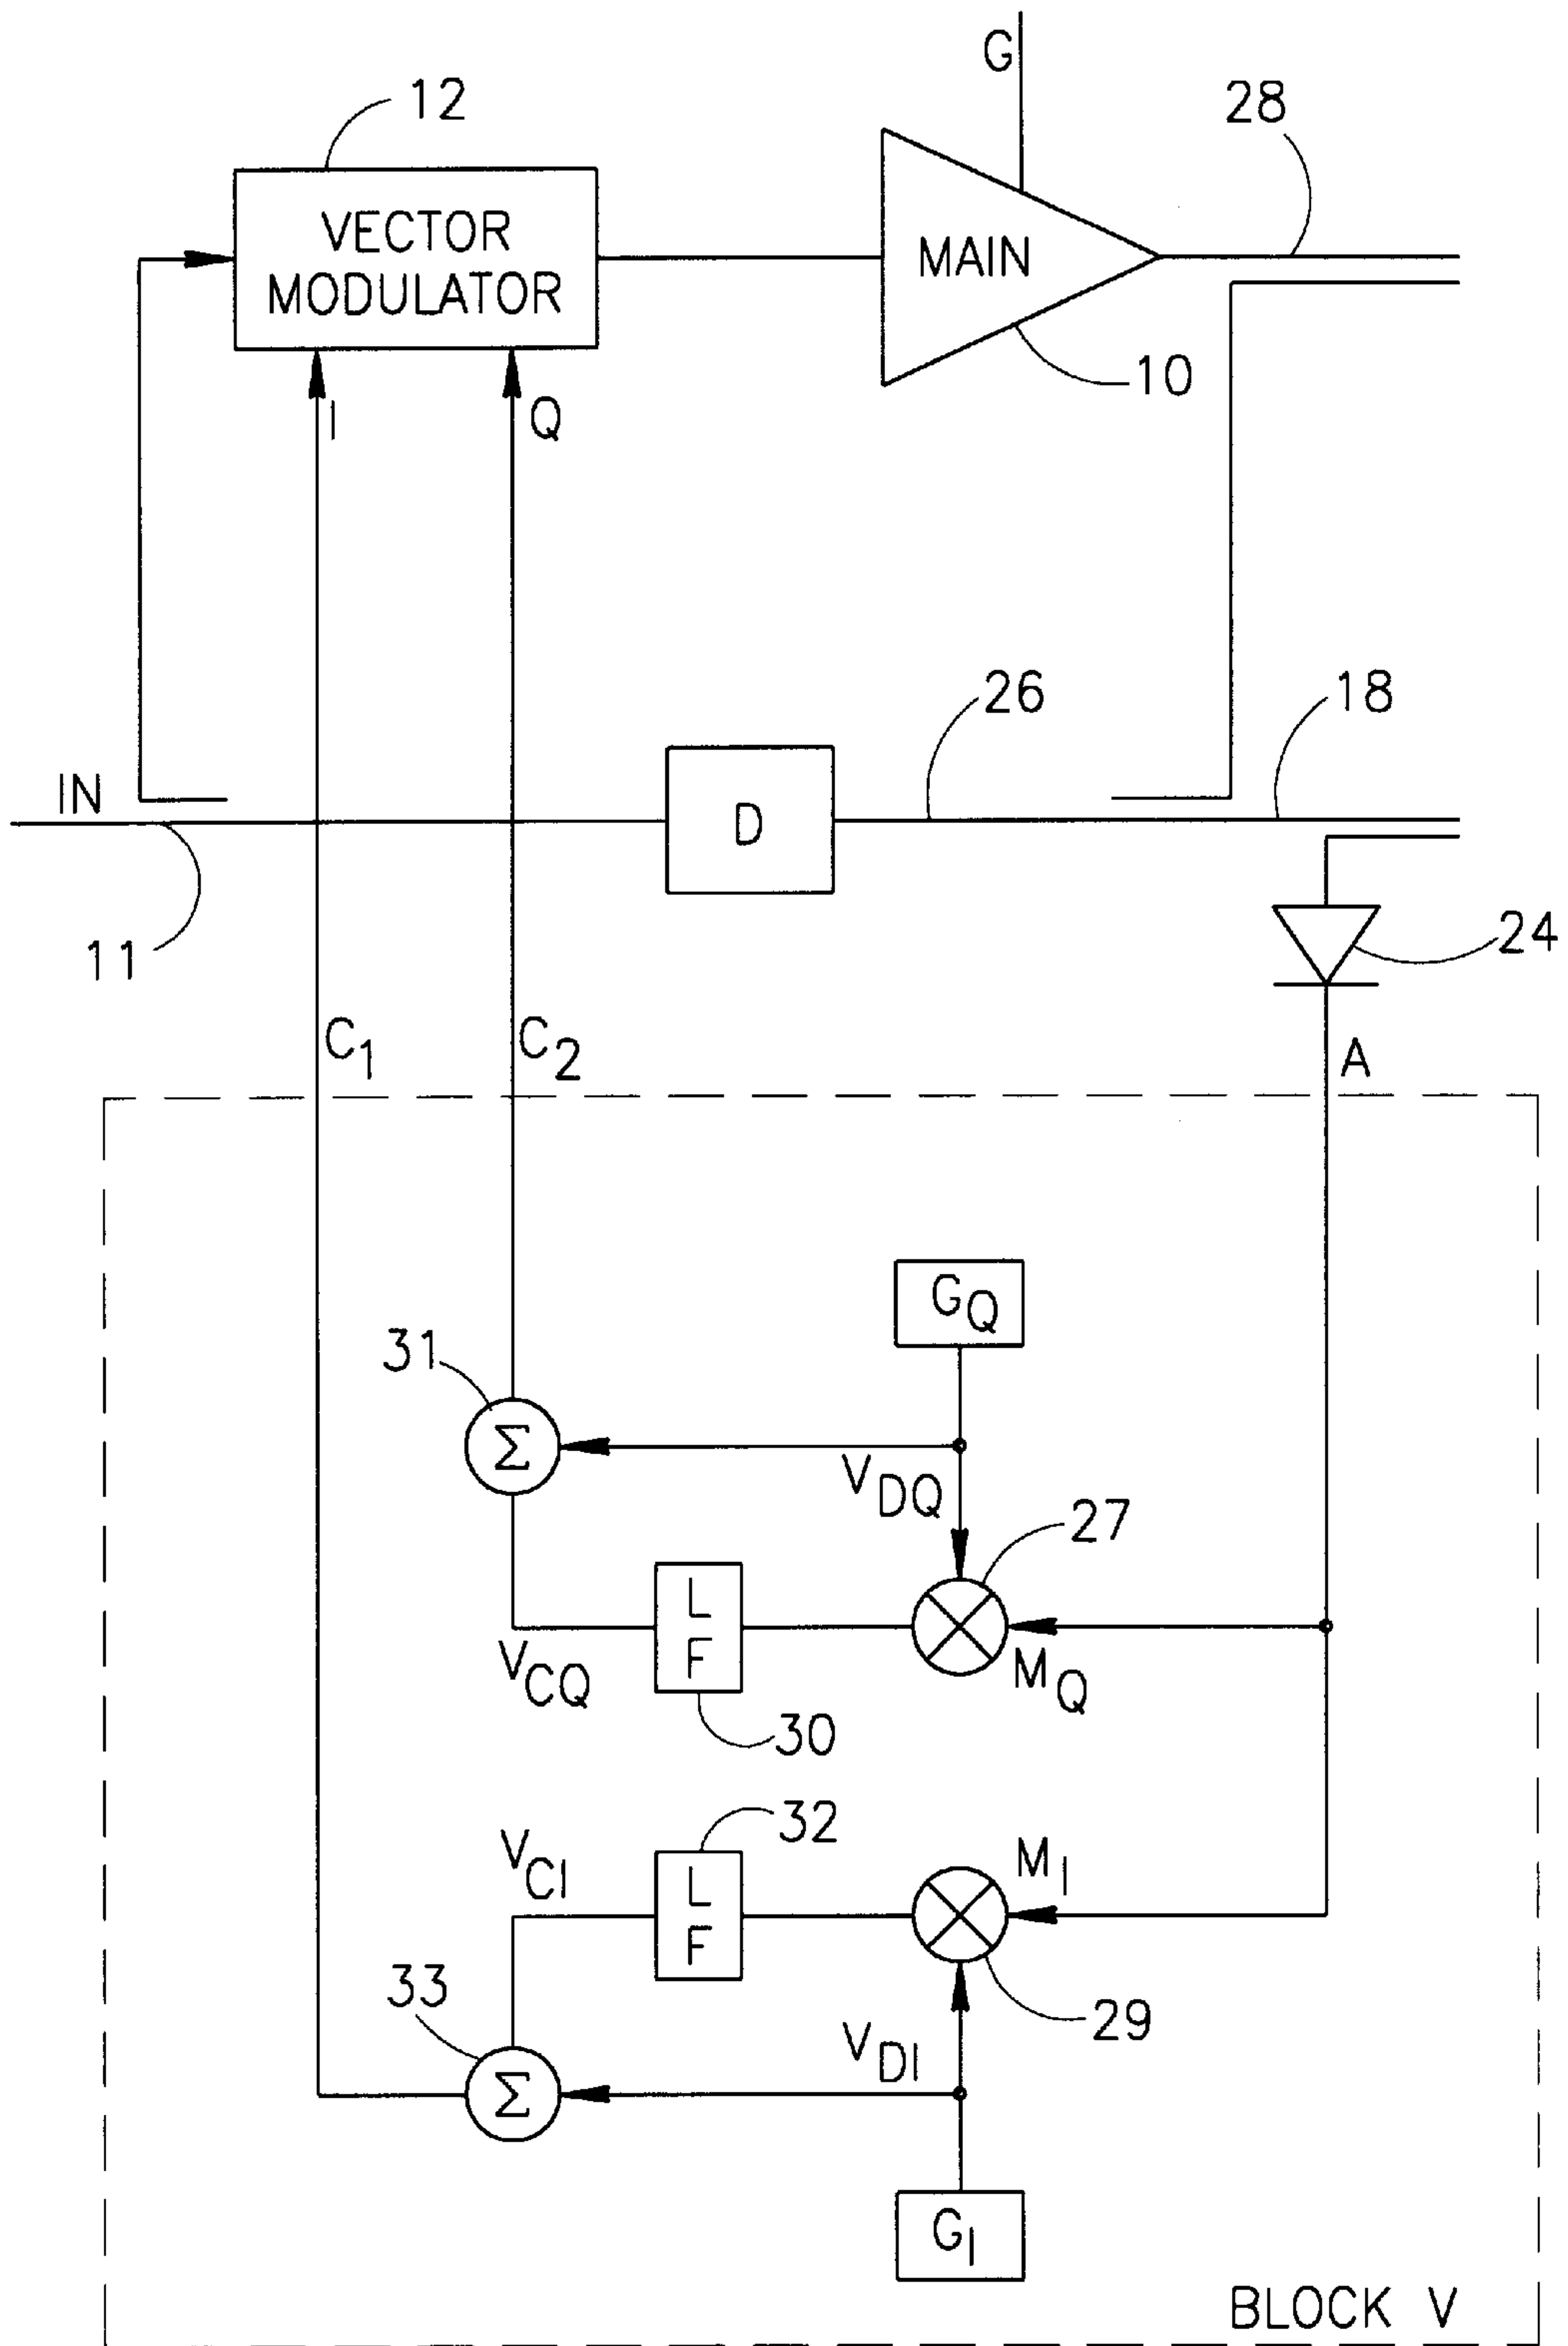 G
12
28
VECTOR
MODULATOR
MAIN
10
I
Q
26
18
IN
D
11
24
C1
C2
A
GQ
31
Σ
VDQ
27
L
F
VCQ
MQ
30
32
VCI
L
F
MI
33
29
VDI
Σ
GI
BLOCK V